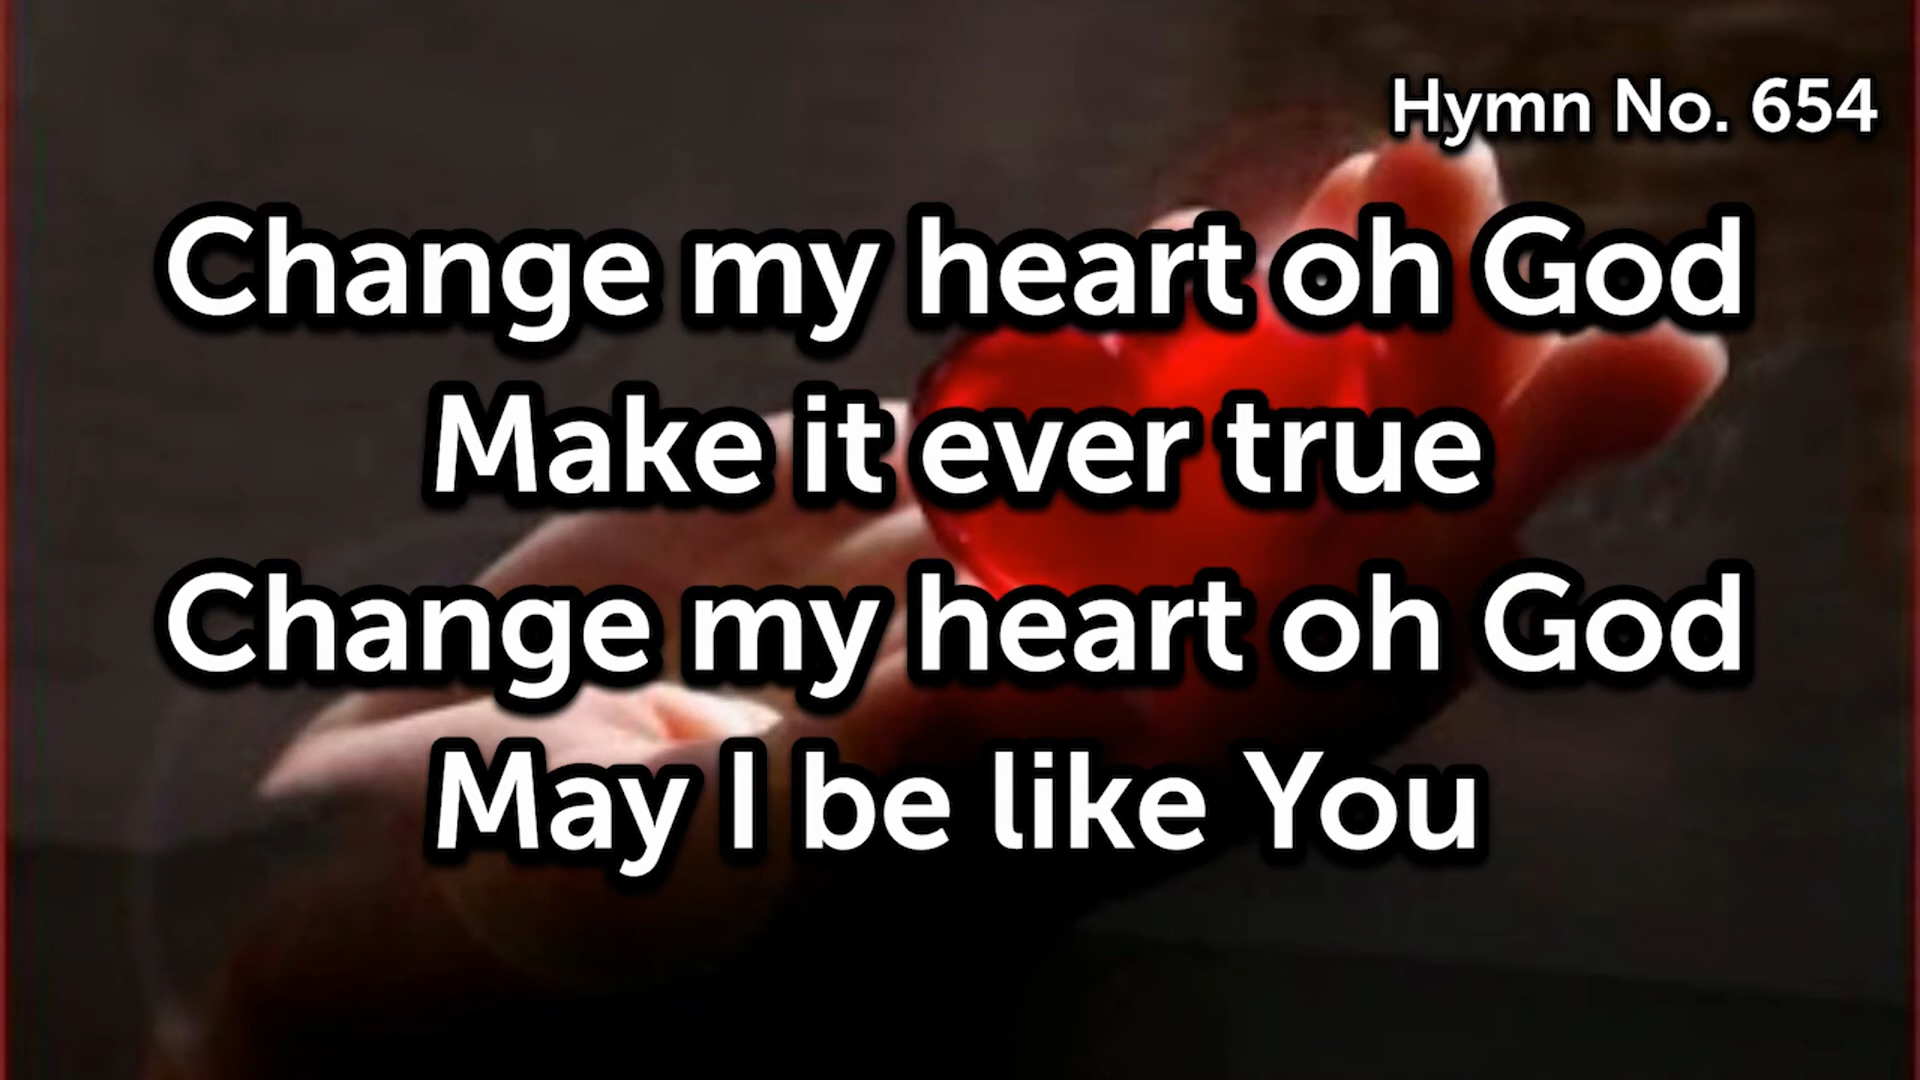 Hymn No. 654
Change my heart oh God
Make it ever true
Change my heart oh God
May I be like You